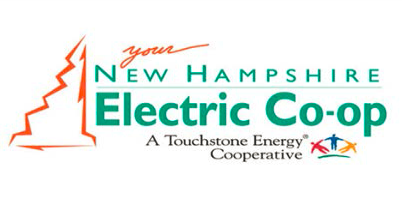 your
New Hampshire
Electric Co-op
A Touchstone Energy®
Cooperative